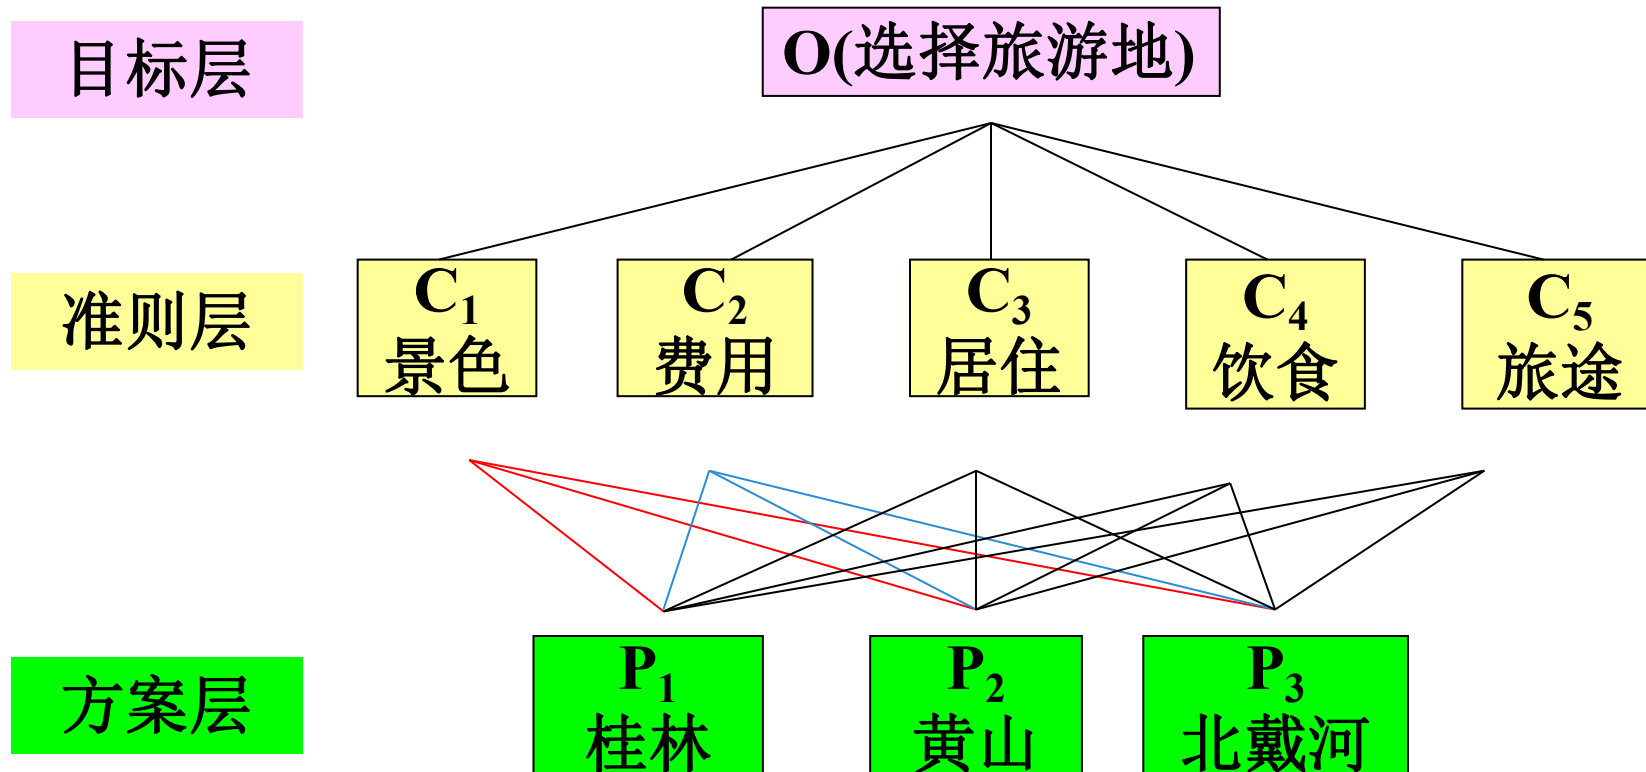 目标层
O(选择旅游地)
准则层
C₁
景色
C₂
费用
C₃
居住
C₄
饮食
C₅
旅途
方案层
P₁
桂林
P₂
黄山
P₃
北戴河